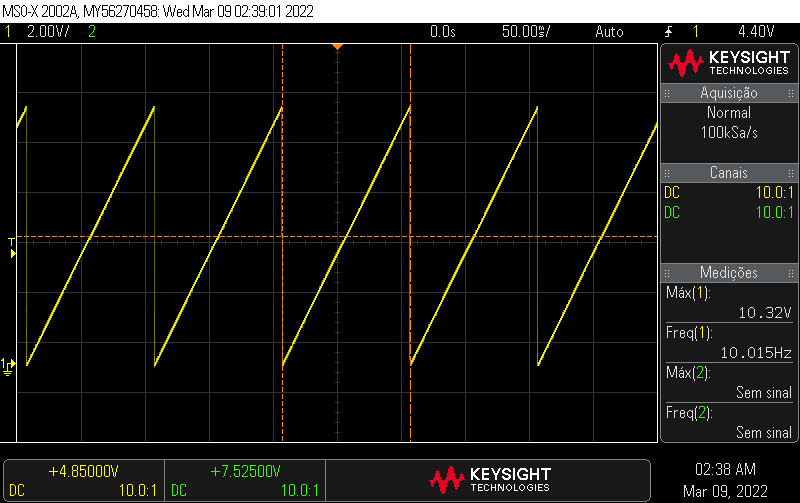 MSO-X 2002A, MY56270458: Wed Mar 09 02:39:01 2022
1 2.00V/ 2 0.0s 50.00ms/ Auto 1 4.40V
KEYSIGHT
TECHNOLOGIES
Aquisição
Normal
100kSa/s
Canais
DC 10.0:1
DC 10.0:1
Medições
Máx(1):
10.32V
Freq(1):
10.015Hz
Máx(2):
Sem sinal
Freq(2):
Sem sinal
T
1
+4.85000V
DC 10.0:1
+7.52500V
DC 10.0:1
KEYSIGHT
TECHNOLOGIES
02:38 AM
Mar 09, 2022